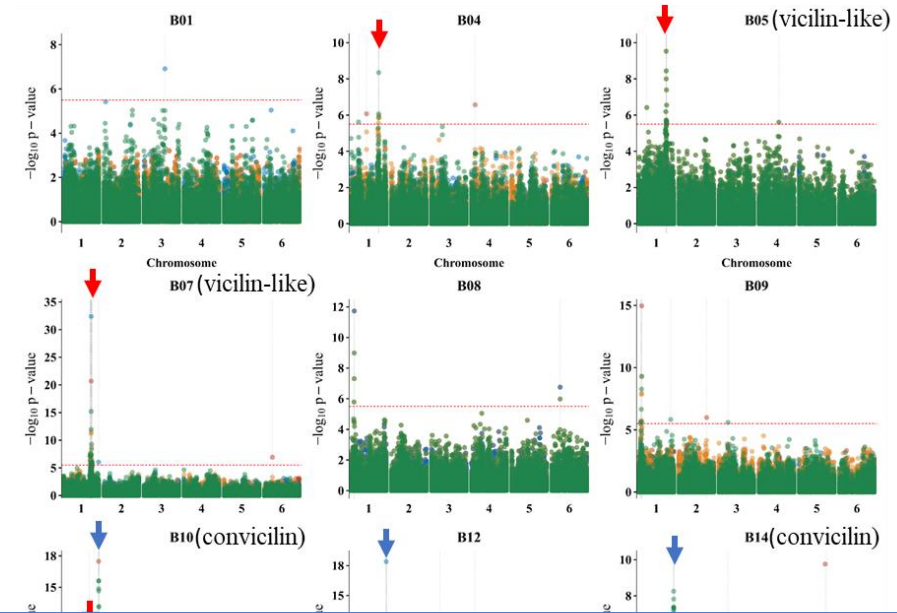 B01
B04
B05 (vicilin-like)
−log₁₀ p − value
8
6
4
2
0
1 2 3 4 5 6
−log₁₀ p − value
10
8
6
4
2
0
1 2 3 4 5 6
−log₁₀ p − value
10
8
6
4
2
0
1 2 3 4 5 6
Chromosome
Chromosome
Chromosome
B07 (vicilin-like)
B08
B09
−log₁₀ p − value
35
30
25
20
15
10
5
0
1 2 3 4 5 6
−log₁₀ p − value
12
10
8
6
4
2
0
1 2 3 4 5 6
−log₁₀ p − value
15
10
5
0
1 2 3 4 5 6
B10 (convicilin)
B12
B14 (convicilin)
18
15
18
15
10
8